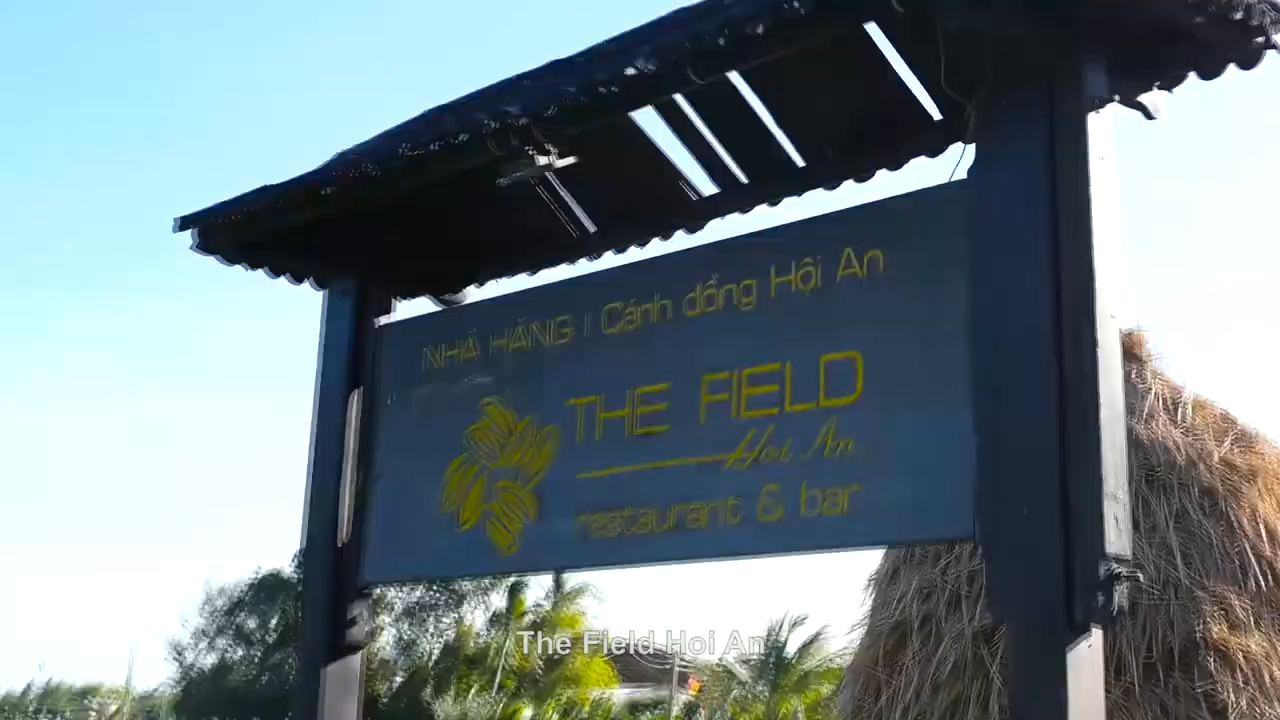 NHÀ HÀNG | Cánh đồng Hội An
THE FIELD
Hoi An
restaurant & bar
The Field Hoi An